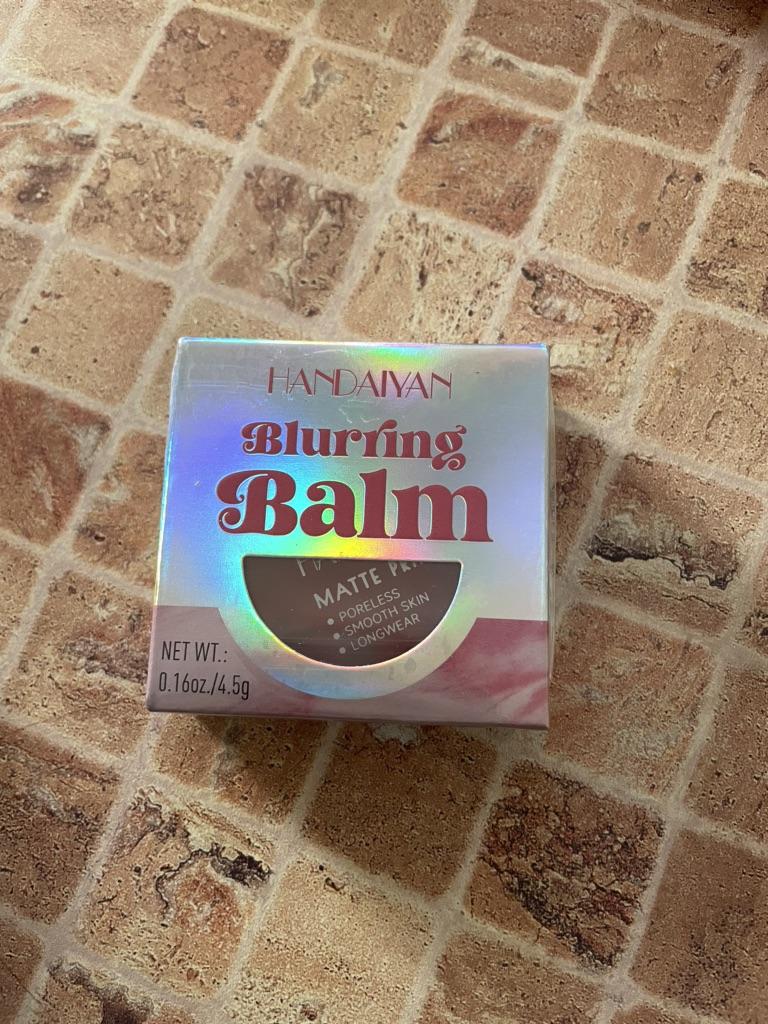 HANDAIYAN
Blurring
Balm
MATTE
• PORELESS
• SMOOTH SKIN
• LONGWEAR
NET WT.:
0.16oz./4.5g